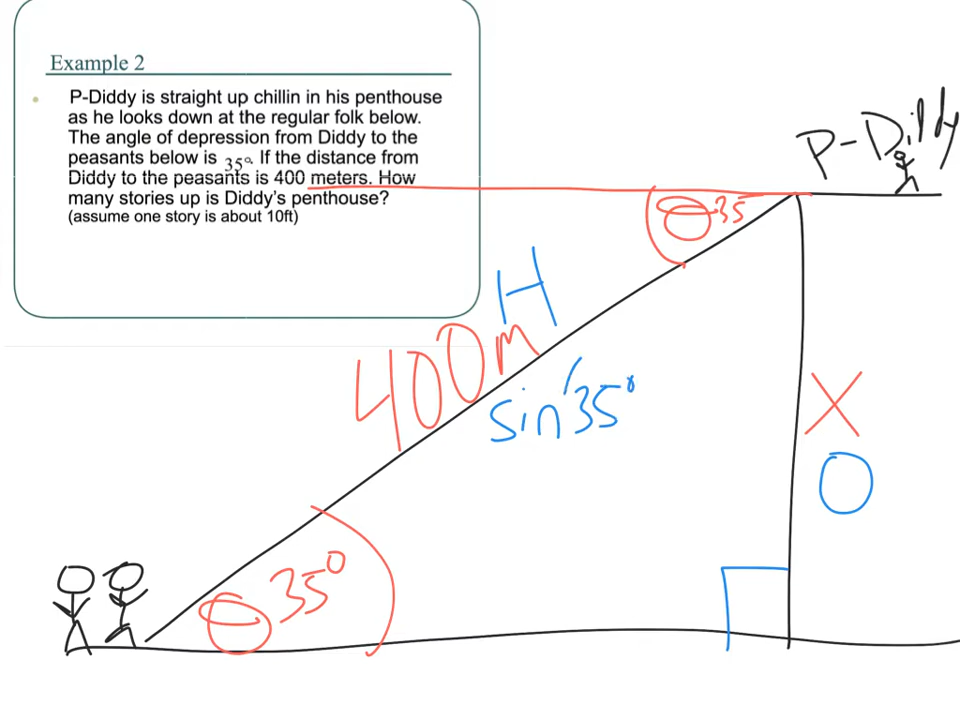 Example 2
P-Diddy is straight up chillin in his penthouse
as he looks down at the regular folk below.
The angle of depression from Diddy to the
peasants below is 35°. If the distance from
Diddy to the peasants is 400 meters. How
many stories up is Diddy's penthouse?
(assume one story is about 10ft)
P-Diddy
θ 35
H
400m
sin 35°
X
O
θ 35°